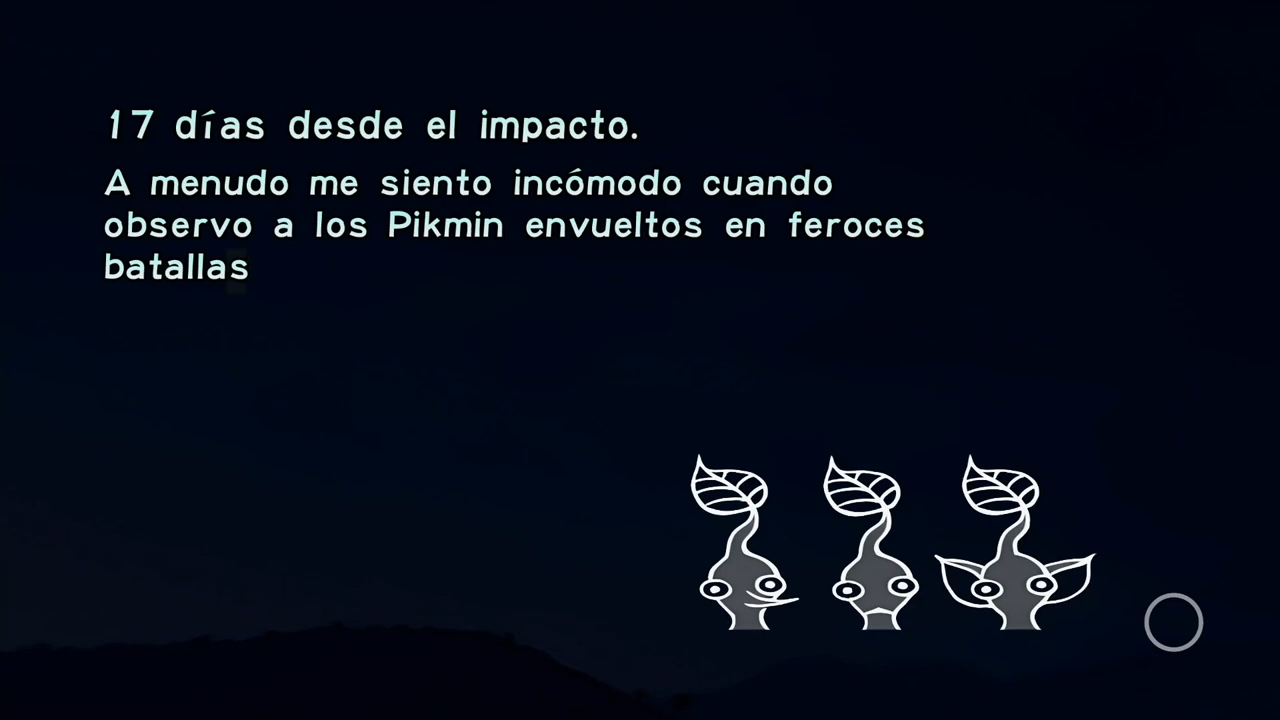 17 días desde el impacto.
A menudo me siento incómodo cuando
observo a los Pikmin envueltos en feroces
batallas